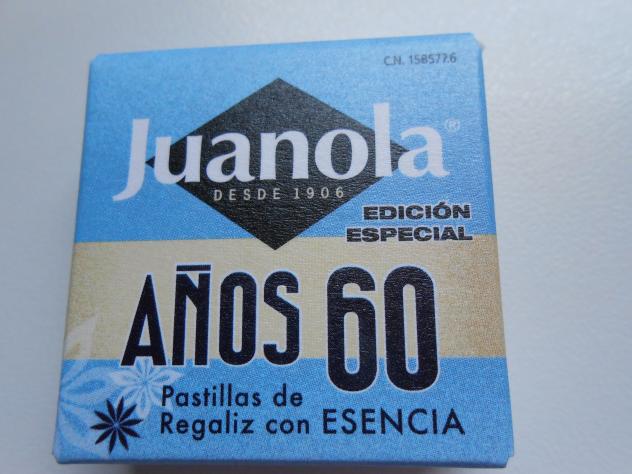 C.N. 158577.6
Juanola®
DESDE 1906
EDICIÓN
ESPECIAL
AÑOS 60
Pastillas de
Regaliz con ESENCIA